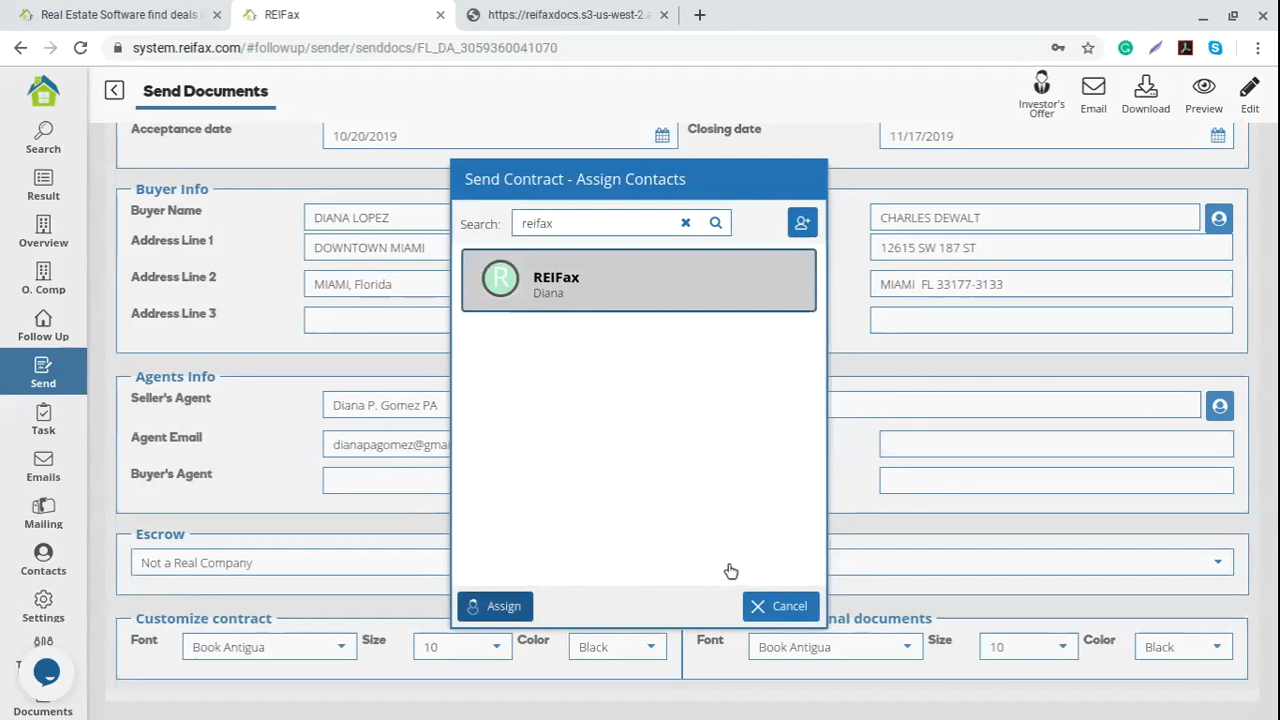 Real Estate Software find deals
REIFax
https://reifaxdocs.s3-us-west-2.a
system.reifax.com/#followup/sender/senddocs/FL_DA_3059360041070
Send Documents
Investor's
Offer
Email
Download
Preview
Edit
Search
Result
Overview
O. Comp
Follow Up
Send
Task
Emails
Mailing
Contacts
Settings
Documents
Acceptance date
10/20/2019
Closing date
11/17/2019
Buyer Info
Buyer Name
DIANA LOPEZ
CHARLES DEWALT
Address Line 1
DOWNTOWN MIAMI
12615 SW 187 ST
Address Line 2
MIAMI, Florida
MIAMI FL 33177-3133
Address Line 3
Agents Info
Seller's Agent
Diana P. Gomez PA
Agent Email
dianapagomez@gmai
Buyer's Agent
Escrow
Not a Real Company
Customize contract
Font
Book Antigua
Size
10
Color
Black
nal documents
Font
Book Antigua
Size
10
Color
Black
Send Contract - Assign Contacts
Search:
reifax
R
REIFax
Diana
Assign
Cancel